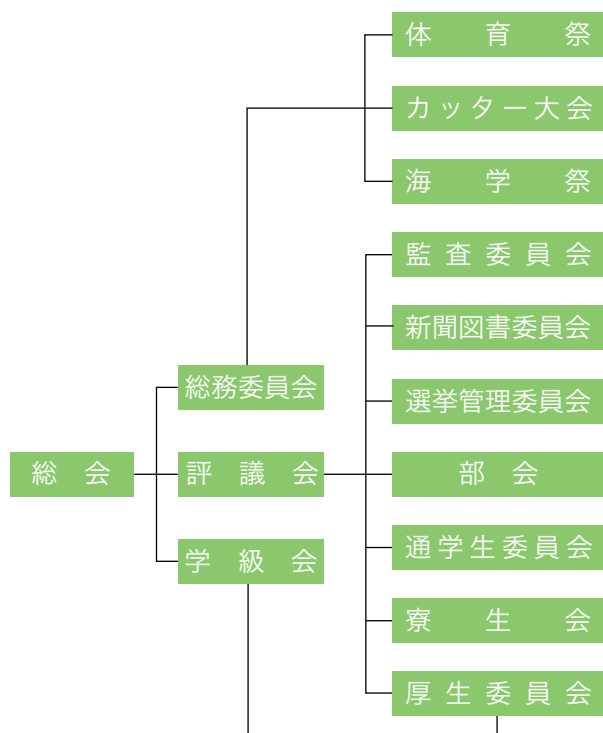 体育祭
カッター大会
海学祭
監査委員会
新聞図書委員会
総務委員会
選挙管理委員会
総会
評議会
部会
学級会
通学生委員会
寮生会
厚生委員会